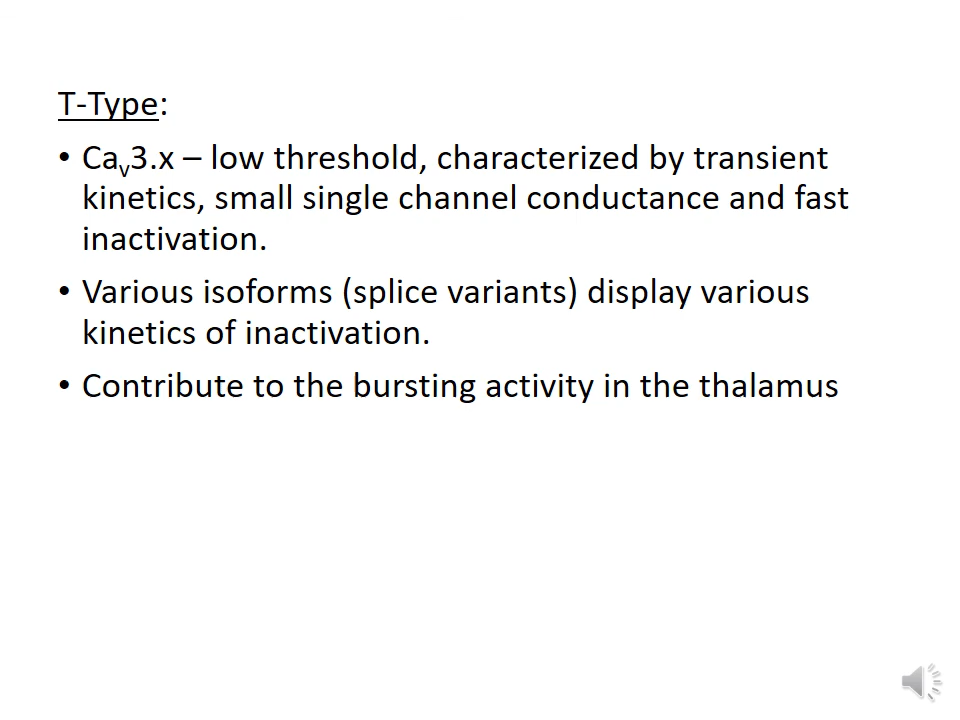 T-Type:
• Cav3.x – low threshold, characterized by transient
kinetics, small single channel conductance and fast
inactivation.
• Various isoforms (splice variants) display various
kinetics of inactivation.
• Contribute to the bursting activity in the thalamus